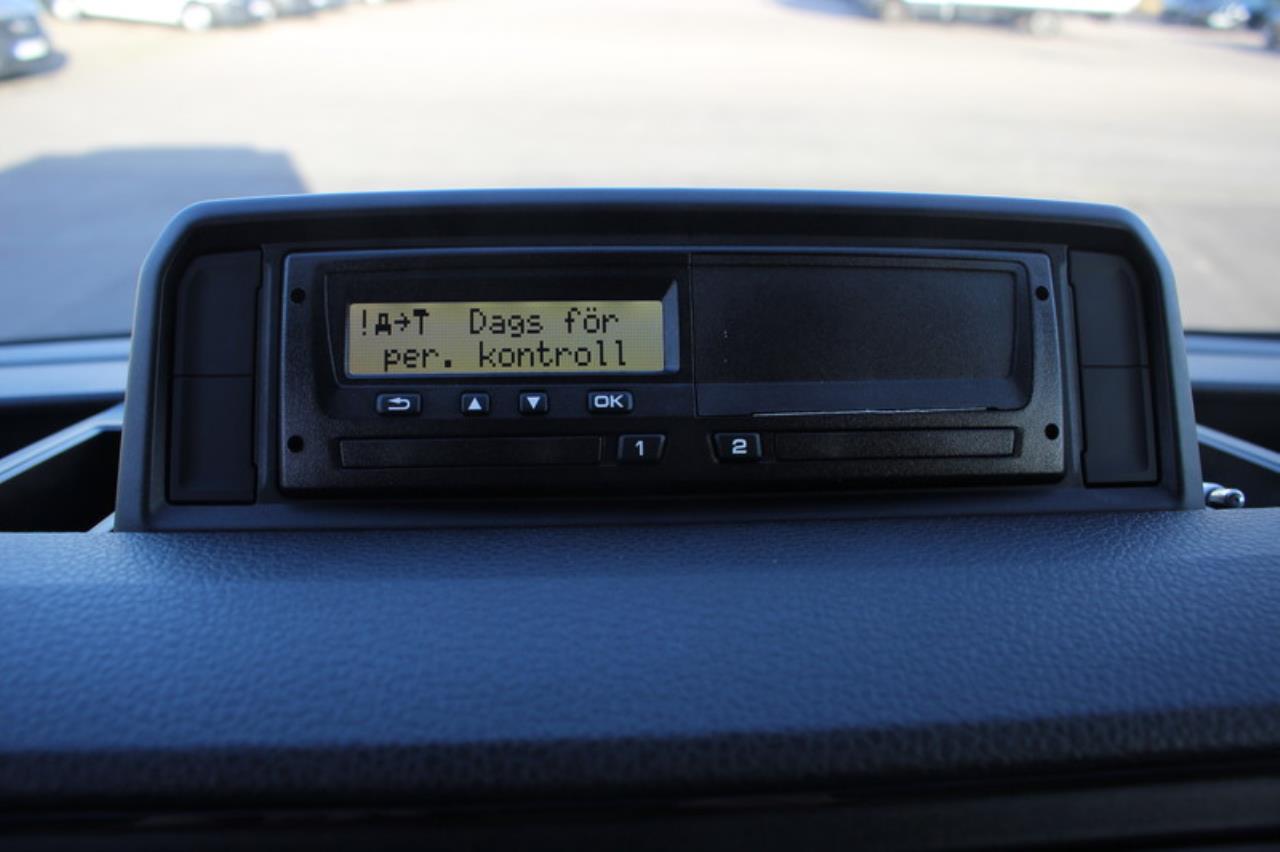 !A→T Dags för
per. kontroll
OK
1
2